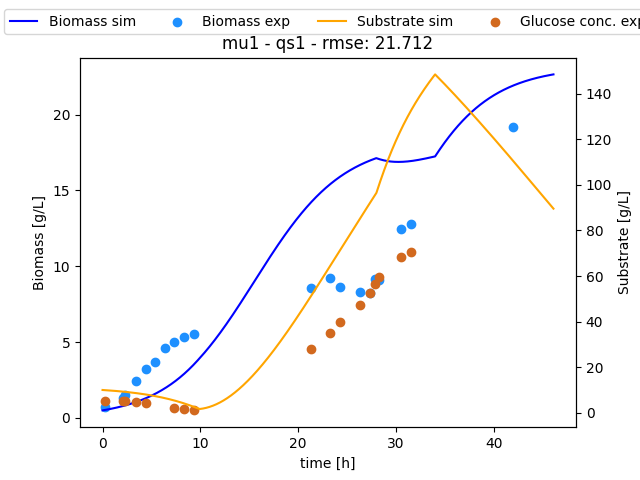 Biomass sim Biomass exp Substrate sim Glucose conc. exp
mu1 - qs1 - rmse: 21.712
Biomass [g/L]
0
5
10
15
20
0 10 20 30 40
time [h]
0
20
40
60
80
100
120
140
Substrate [g/L]